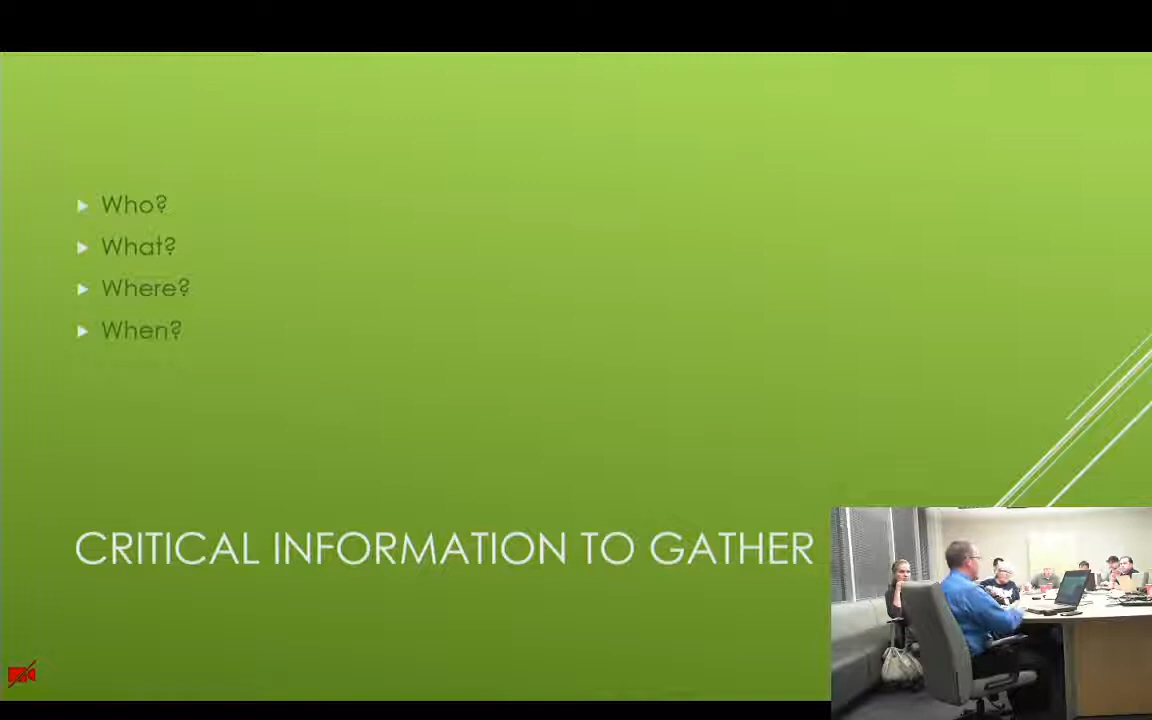 Who?
What?
Where?
When?
CRITICAL INFORMATION TO GATHER